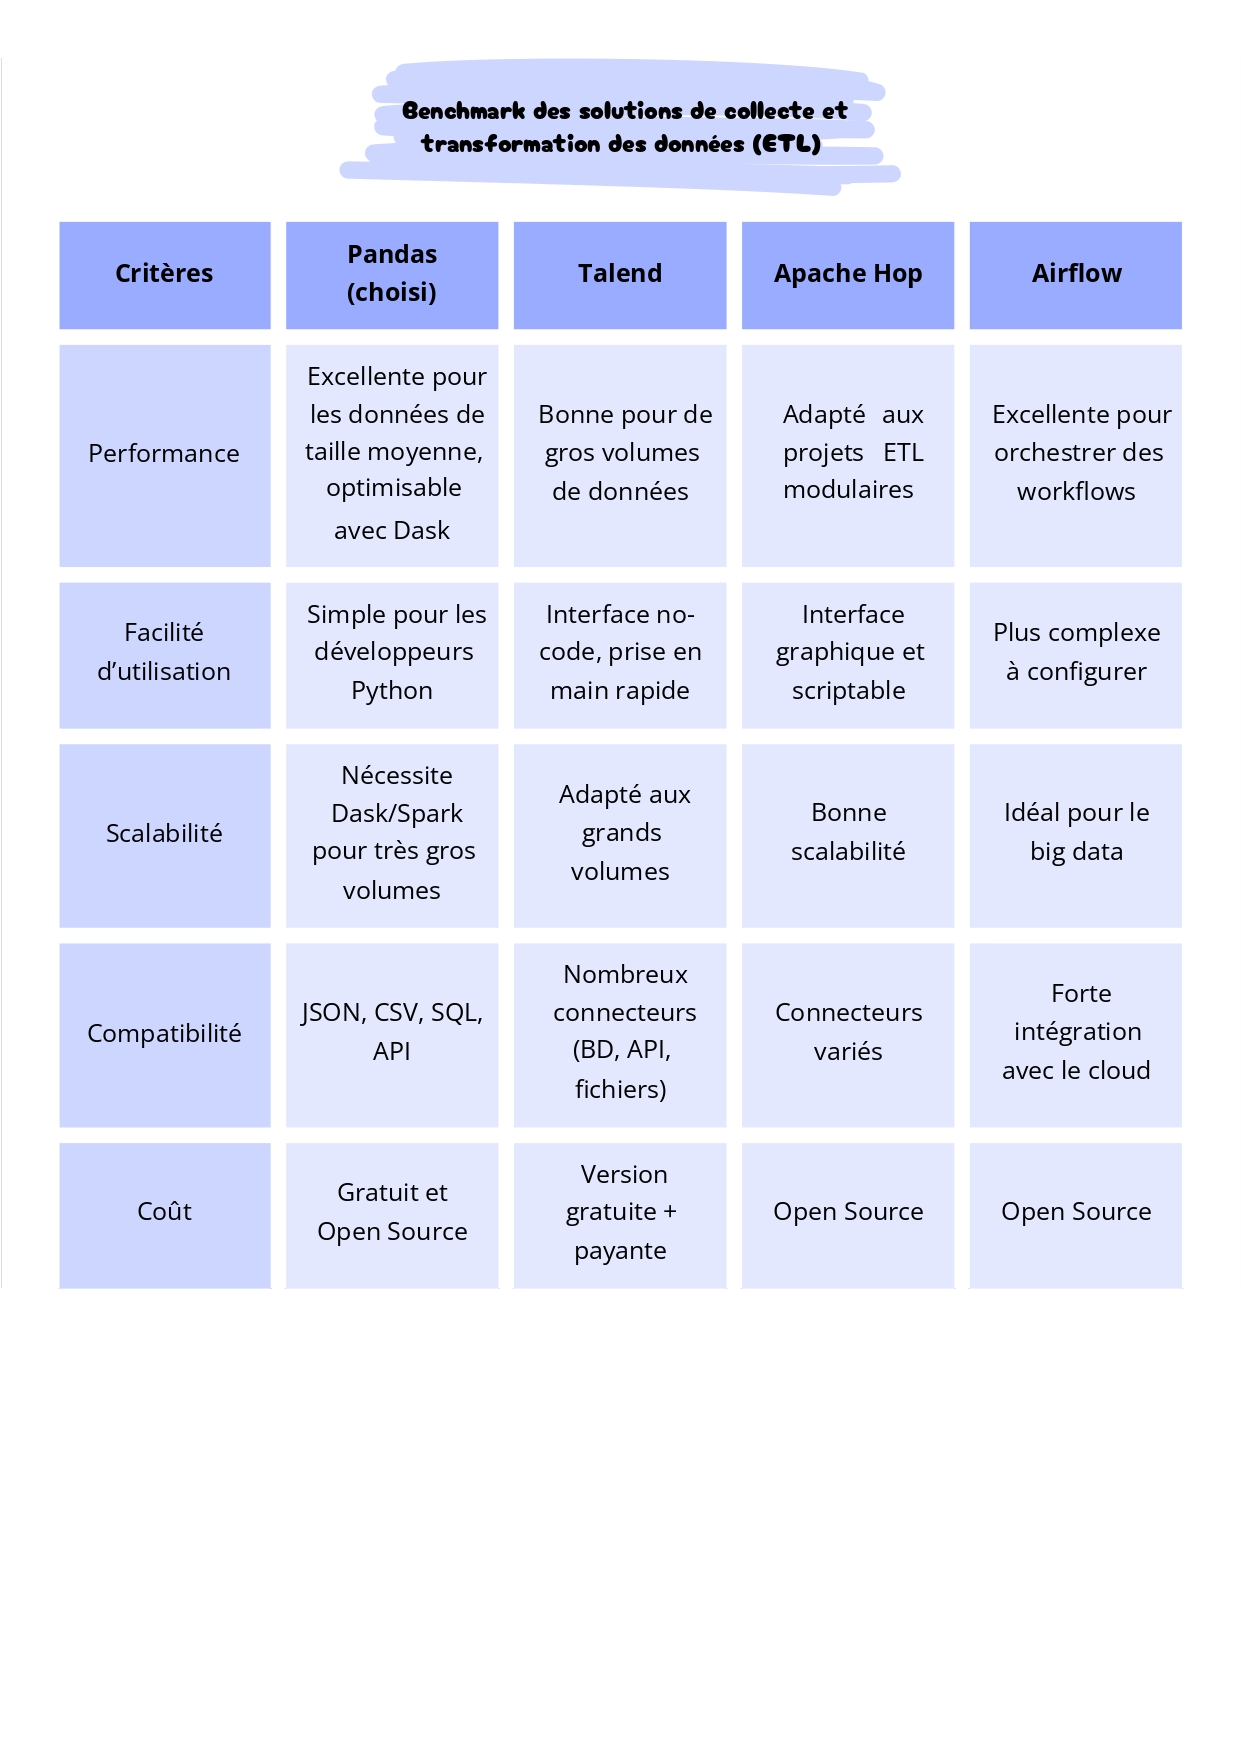 Benchmark des solutions de collecte et
transformation des données (ETL)
Critères
Pandas
(choisi)
Talend
Apache Hop
Airflow
Performance
Excellente pour
les données de
taille moyenne,
optimisable
avec Dask
Bonne pour de
gros volumes
de données
Adapté aux
projets ETL
modulaires
Excellente pour
orchestrer des
workflows
Facilité
d’utilisation
Simple pour les
développeurs
Python
Interface no-
code, prise en
main rapide
Interface
graphique et
scriptable
Plus complexe
à configurer
Scalabilité
Nécessite
Dask/Spark
pour très gros
volumes
Adapté aux
grands
volumes
Bonne
scalabilité
Idéal pour le
big data
Compatibilité
JSON, CSV, SQL,
API
Nombreux
connecteurs
(BD, API,
fichiers)
Connecteurs
variés
Forte
intégration
avec le cloud
Coût
Gratuit et
Open Source
Version
gratuite +
payante
Open Source
Open Source